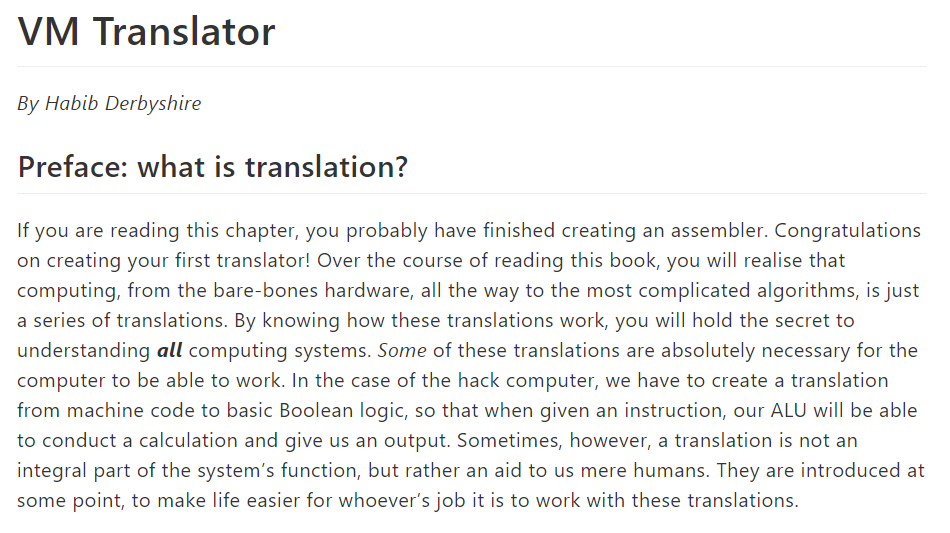 VM Translator
By Habib Derbyshire
Preface: what is translation?
If you are reading this chapter, you probably have finished creating an assembler. Congratulations
on creating your first translator! Over the course of reading this book, you will realise that
computing, from the bare-bones hardware, all the way to the most complicated algorithms, is just
a series of translations. By knowing how these translations work, you will hold the secret to
understanding all computing systems. Some of these translations are absolutely necessary for the
computer to be able to work. In the case of the hack computer, we have to create a translation
from machine code to basic Boolean logic, so that when given an instruction, our ALU will be able
to conduct a calculation and give us an output. Sometimes, however, a translation is not an
integral part of the system’s function, but rather an aid to us mere humans. They are introduced at
some point, to make life easier for whoever’s job it is to work with these translations.